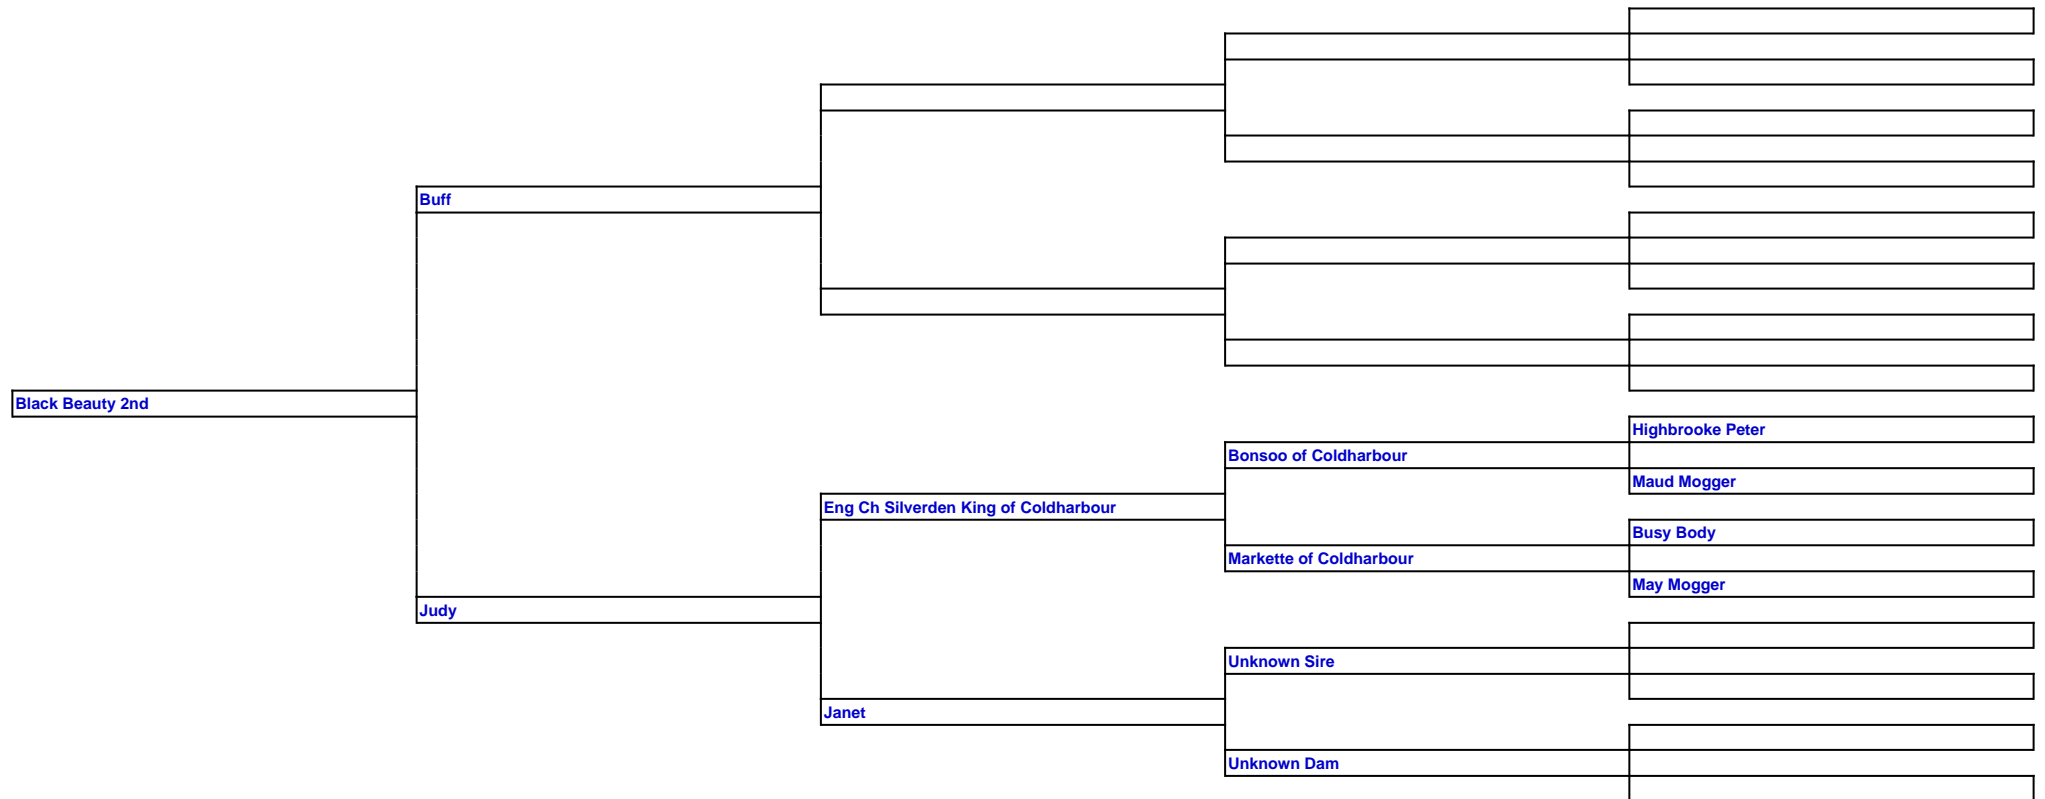 Buff
Black Beauty 2nd
Highbrooke Peter
Bonsoo of Coldharbour
Maud Mogger
Eng Ch Silverden King of Coldharbour
Busy Body
Markette of Coldharbour
May Mogger
Judy
Unknown Sire
Janet
Unknown Dam